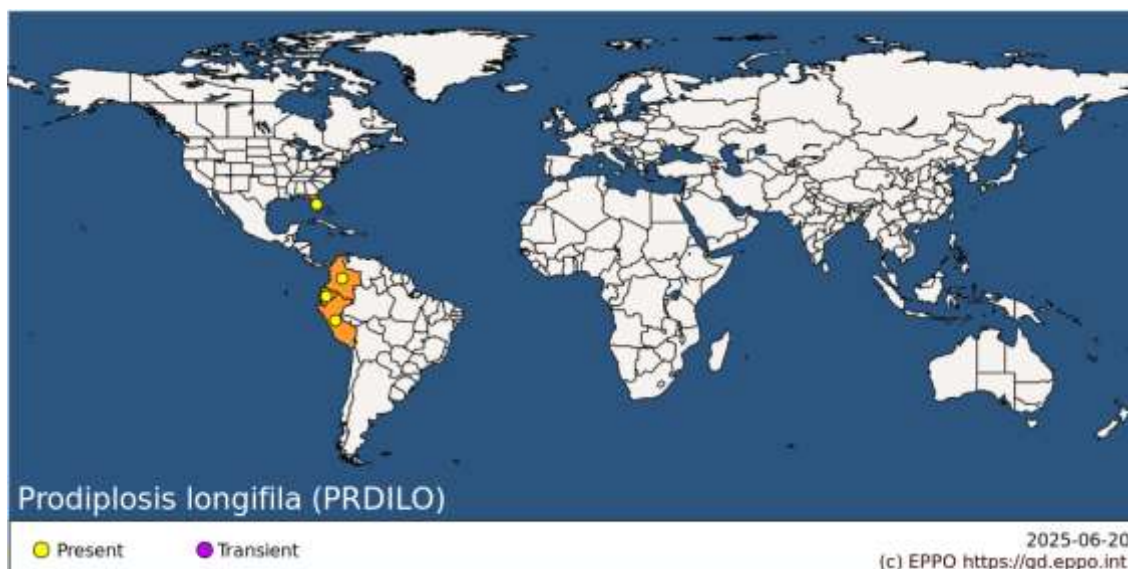 Prodiplosis longifila (PRDILO)
Present
Transient
2025-06-20
(c) EPPO https://gd.eppo.int